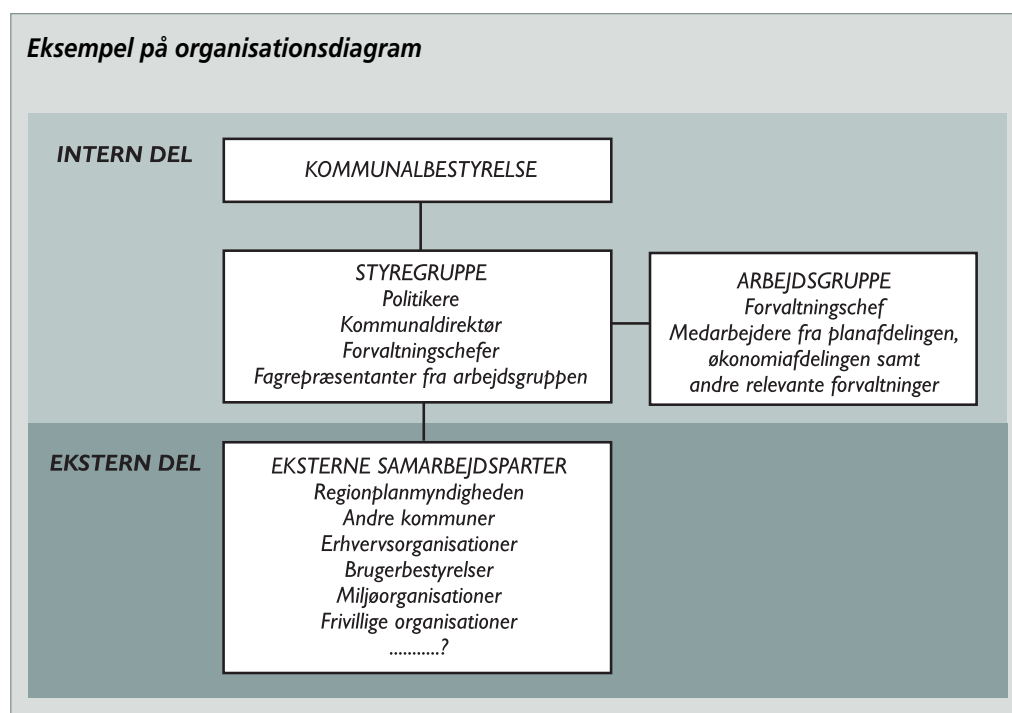 Eksempel på organisationsdiagram
INTERN DEL
KOMMUNALBESTYRELSE
STYREGRUPPE
Politikere
Kommunaldirektør
Forvaltningschefer
Fagrepræsentanter fra arbejdsgruppen
ARBEJDSGRUPPE
Forvaltningschef
Medarbejdere fra planafdelingen,
økonomiafdelingen samt
andre relevante forvaltninger
EKSTERN DEL
EKSTERNE SAMARBEJDSPARTER
Regionplanmyndigheden
Andre kommuner
Erhvervsorganisationer
Brugerbestyrelser
Miljøorganisationer
Frivillige organisationer
...........?